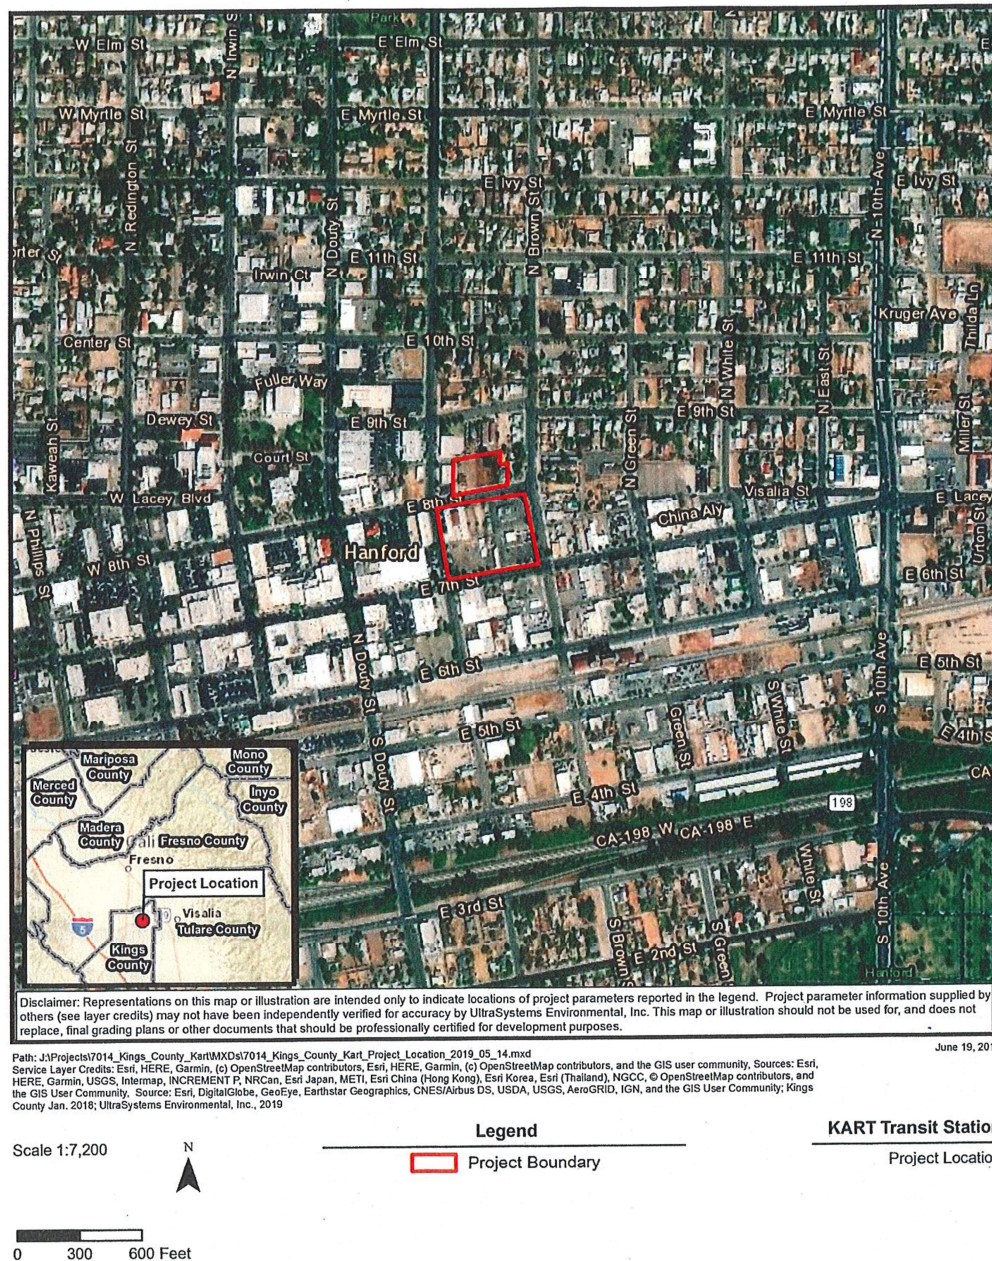 Park
W Elm St
N Irwin S
E Elm St
W Myrtle St
E Myrtle St
E Myrtle St
N Redington St
N Douty St
E Ivy St
N Brown St
N 10th Ave
E Ivy St
rter St
E 11th St
E 11th St
Irwin Ct
Kruger Ave
Thilda Ln
Center St
E 10th St
N White St
Fuller Way
N East St
Kaweah St
Dewey St
E 9th St
N Green St
E 9th St
Miller St
Court St
W Lacey Blvd
E 8th St
Visalia St
E Lacey
N Phillips St
China Aly
Urton St
W 8th St
Hanford
E 7th St
E 6th St
N Douty St
E 6th St
E 5th St
S 10th Ave
E 5th St
S Douty St
Green St
S White St
E 4th S
E 4th St
198
CA
CA-198 W CA-198 E
White St
S 10th Ave
E 3rd St
S Brown S
S Green
E 2nd St
Hanford
Mariposa
County
Mono
County
Merced
County
Inyo
County
Madera
County
Cali
Fresno County
Fresno
Project Location
5
Visalia
Tulare County
Kings
County
Disclaimer: Representations on this map or illustration are intended only to indicate locations of project parameters reported in the legend. Project parameter information supplied by
others (see layer credits) may not have been independently verified for accuracy by UltraSystems Environmental, Inc. This map or illustration should not be used for, and does not
replace, final grading plans or other documents that should be professionally certified for development purposes.
June 19, 201
Path: J:\Projects\7014_Kings_County_Kart\MXDs\7014_Kings_County_Kart_Project_Location_2019_05_14.mxd
Service Layer Credits: Esri, HERE, Garmin, (c) OpenStreetMap contributors, Esri, HERE, Garmin, (c) OpenStreetMap contributors, and the GIS user community, Sources: Esri,
HERE, Garmin, USGS, Intermap, INCREMENT P, NRCan, Esri Japan, METI, Esri China (Hong Kong), Esri Korea, Esri (Thailand), NGCC, © OpenStreetMap contributors, and
the GIS User Community, Source: Esri, DigitalGlobe, GeoEye, Earthstar Geographics, CNES/Airbus DS, USDA, USGS, AeroGRID, IGN, and the GIS User Community; Kings
County Jan. 2018; UltraSystems Environmental, Inc., 2019
Legend
KART Transit Station
Scale 1:7,200
N
Project Boundary
Project Locatio
0 300 600 Feet